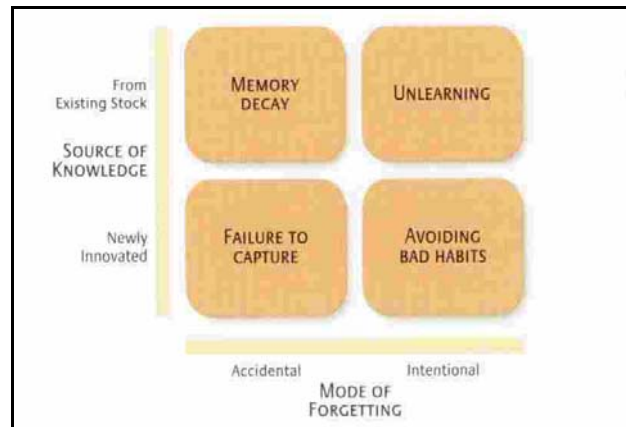 From
Existing Stock
SOURCE OF
KNOWLEDGE
Newly
Innovated
MEMORY
DECAY
UNLEARNING
FAILURE TO
CAPTURE
AVOIDING
BAD HABITS
Accidental
Intentional
MODE OF
FORGETTING